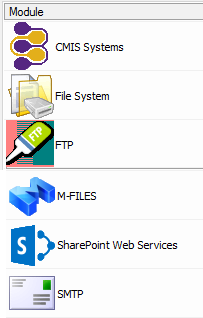 Module
CMIS Systems
File System
FTP
FTP
M-FILES
SharePoint Web Services
S
SMTP